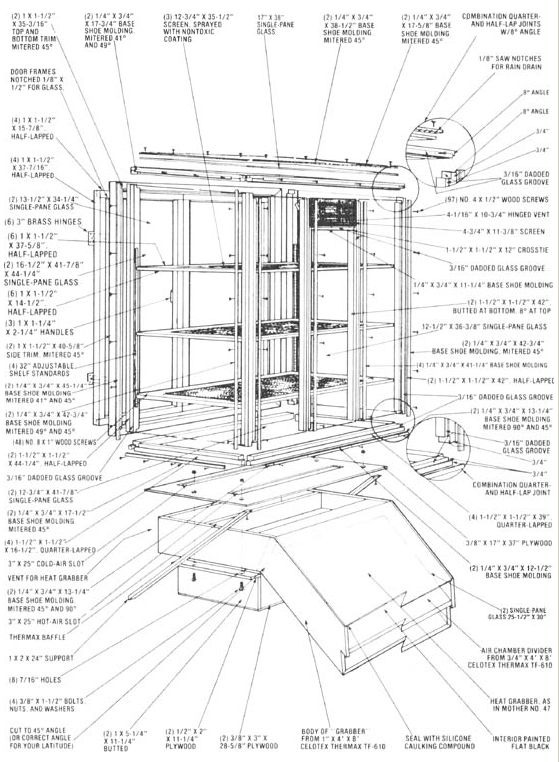 (2) 1 X 1-1/2"
X 35-3/16"
TOP AND
BOTTOM TRIM
MITERED 45°
(2) 1/4" X 3/4"
X 17-3/4" BASE
SHOE MOLDING,
MITERED 41°
AND 49°
(3) 12-3/4" X 35-1/2"
SCREEN, SPRAYED
WITH NONTOXIC
COATING
17" X 38"
SINGLE-PANE
GLASS
(2) 1/4" X 3/4"
X 38-1/2" BASE
SHOE MOLDING
MITERED 45°
(2) 1/4" X 3/4"
X 17-5/8" BASE
SHOE MOLDING
MITERED 45°
COMBINATION QUARTER-
AND HALF-LAP JOINTS
W/8° ANGLE
1/8" SAW NOTCHES
FOR RAIN DRAIN
8° ANGLE
8° ANGLE
3/4"
3/4"
3/16" DADOED
GLASS GROOVE
(97) NO. 4 X 1/2" WOOD SCREWS
4-1/16" X 10-3/4" HINGED VENT
4-3/4" X 11-3/8" SCREEN
1-1/2" X 1-1/2" X 12" CROSSTIE
3/16" DADOED GLASS GROOVE
1/4" X 3/4" X 11-1/4" BASE SHOE MOLDING
(2) 1-1/2" X 1-1/2" X 42"
BUTTED AT BOTTOM, 8° AT TOP
12-1/2" X 36-3/8" SINGLE-PANE GLASS
(2) 1/4" X 3/4" X 42-3/4"
BASE SHOE MOLDING, MITERED 45°
(4) 1/4" X 3/4" X 41-1/4" BASE SHOE MOLDING
(2) 1-1/2" X 1-1/2" X 42", HALF-LAPPED
3/16" DADOED GLASS GROOVE
(2) 1/4" X 3/4" X 13-1/4"
BASE SHOE MOLDING
MITERED 90° AND 45°
3/16" DADOED
GLASS GROOVE
3/4"
3/4"
COMBINATION QUARTER-
AND HALF-LAP JOINT
(4) 1-1/2" X 1-1/2" X 39",
QUARTER-LAPPED
3/8" X 17" X 37" PLYWOOD
(2) 1/4" X 3/4" X 12-1/2"
BASE SHOE MOLDING
(2) SINGLE-PANE
GLASS 25-1/2" X 30"
AIR CHAMBER DIVIDER
FROM 3/4" X 4' X 8'
CELOTEX THERMAX TF-610
HEAT GRABBER, AS
IN MOTHER NO. 47
INTERIOR PAINTED
FLAT BLACK
DOOR FRAMES
NOTCHED 1/8" X
1/2" FOR GLASS
(4) 1 X 1-1/2"
X 15-7/8"
HALF-LAPPED
(4) 1 X 1-1/2"
X 37-7/16"
HALF-LAPPED
(2) 13-1/2" X 34-1/4"
SINGLE-PANE GLASS
(6) 3" BRASS HINGES
(6) 1 X 1-1/2"
X 37-5/8",
HALF-LAPPED
(2) 16-1/2" X 41-7/8"
X 44-1/4"
SINGLE-PANE GLASS
(6) 1 X 1-1/2"
X 14-1/2",
HALF-LAPPED
(3) 1 X 1-1/4"
X 2-1/4" HANDLES
(2) 1 X 1-1/2" X 40-5/8"
SIDE TRIM, MITERED 45°
(4) 32" ADJUSTABLE
SHELF STANDARDS
(2) 1/4" X 3/4" X 45-1/4"
BASE SHOE MOLDING
MITERED 41° AND 45°
(2) 1/4" X 3/4" X 42-3/4"
BASE SHOE MOLDING
MITERED 49° AND 45°
(48) NO. 8 X 1" WOOD SCREWS
(2) 1-1/2" X 1-1/2"
X 44-1/4", HALF-LAPPED
3/16" DADOED GLASS GROOVE
(2) 12-3/4" X 41-7/8"
SINGLE-PANE GLASS
(2) 1/4" X 3/4" X 17-1/2"
BASE SHOE MOLDING
MITERED 45°
(4) 1-1/2" X 1-1/2"
X 16-1/2", QUARTER-LAPPED
3" X 25" COLD-AIR SLOT
VENT FOR HEAT GRABBER
(2) 1/4" X 3/4" X 13-1/4"
BASE SHOE MOLDING
MITERED 45° AND 90°
3" X 25" HOT-AIR SLOT
THERMAX BAFFLE
1 X 2 X 24" SUPPORT
(8) 7/16" HOLES
(4) 3/8" X 1-1/2" BOLTS,
NUTS, AND WASHERS
CUT TO 45° ANGLE
(OR CORRECT ANGLE
FOR YOUR LATITUDE)
(2) 1 X 5-1/4"
X 11-1/4"
BUTTED
(2) 1/2" X 2"
X 11-1/4"
PLYWOOD
(2) 3/8" X 3" X
28-5/8" PLYWOOD
BODY OF "GRABBER"
FROM 1" X 4' X 8'
CELOTEX THERMAX TF-610
SEAL WITH SILICONE
CAULKING COMPOUND